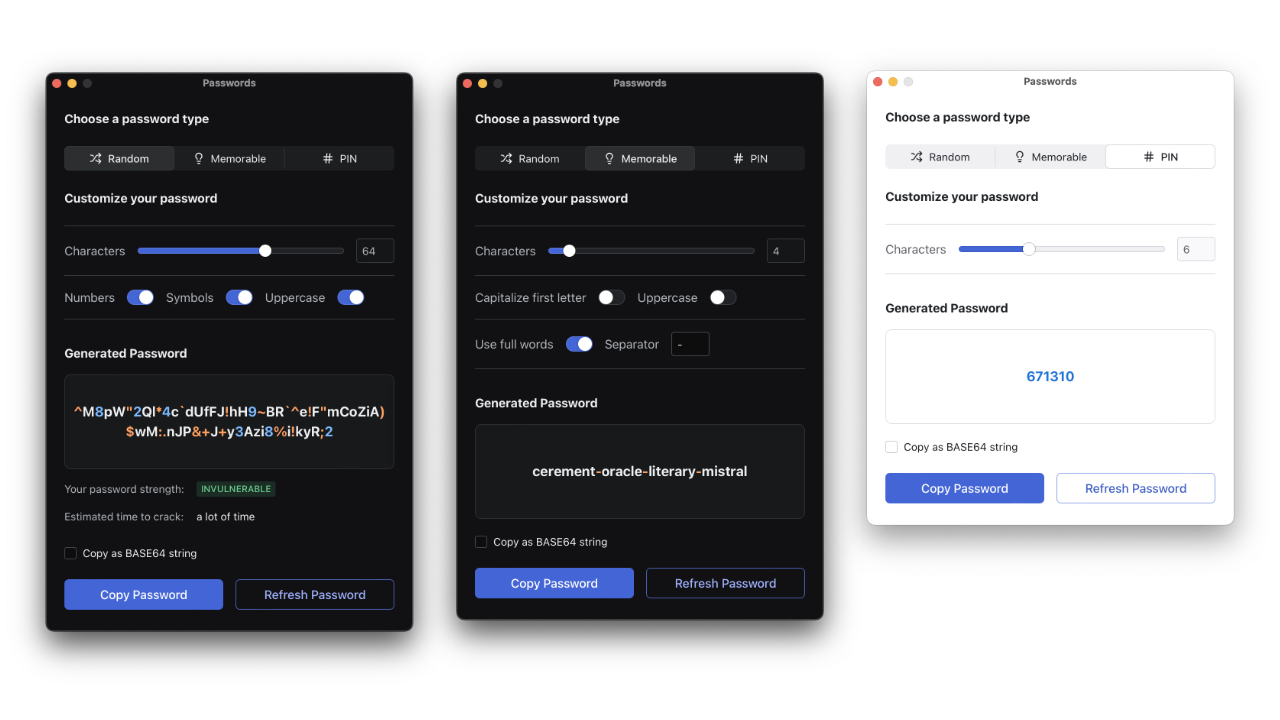 Passwords
Choose a password type
Random
Memorable
# PIN
Customize your password
Characters
64
Numbers
Symbols
Uppercase
Generated Password
^M8pW"2Ql*4c`dUfFJ!hH9~BR`^e!F"mCoZiA)
$wM:.nJP&+J+y3Azi8%i!kyR;2
Your password strength: INVULNERABLE
Estimated time to crack: a lot of time
Copy as BASE64 string
Copy Password
Refresh Password
Passwords
Choose a password type
Random
Memorable
# PIN
Customize your password
Characters
4
Capitalize first letter
Uppercase
Use full words
Separator
-
Generated Password
cerement-oracle-literary-mistral
Copy as BASE64 string
Copy Password
Refresh Password
Passwords
Choose a password type
Random
Memorable
# PIN
Customize your password
Characters
6
Generated Password
671310
Copy as BASE64 string
Copy Password
Refresh Password